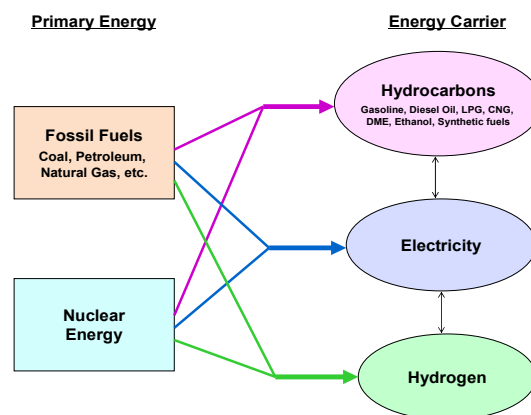 Primary Energy
Energy Carrier
Fossil Fuels
Coal, Petroleum,
Natural Gas, etc.
Nuclear
Energy
Hydrocarbons
Gasoline, Diesel Oil, LPG, CNG,
DME, Ethanol, Synthetic fuels
Electricity
Hydrogen